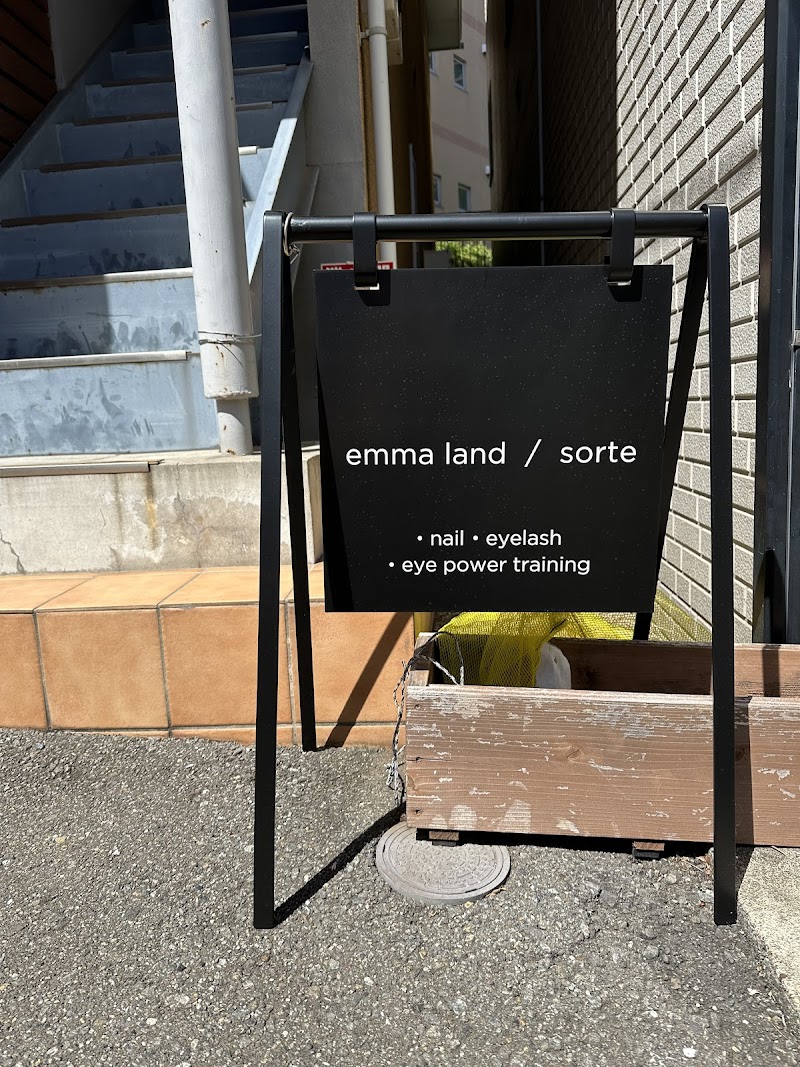 emma land / sorte
・nail・eyelash
・eye power training